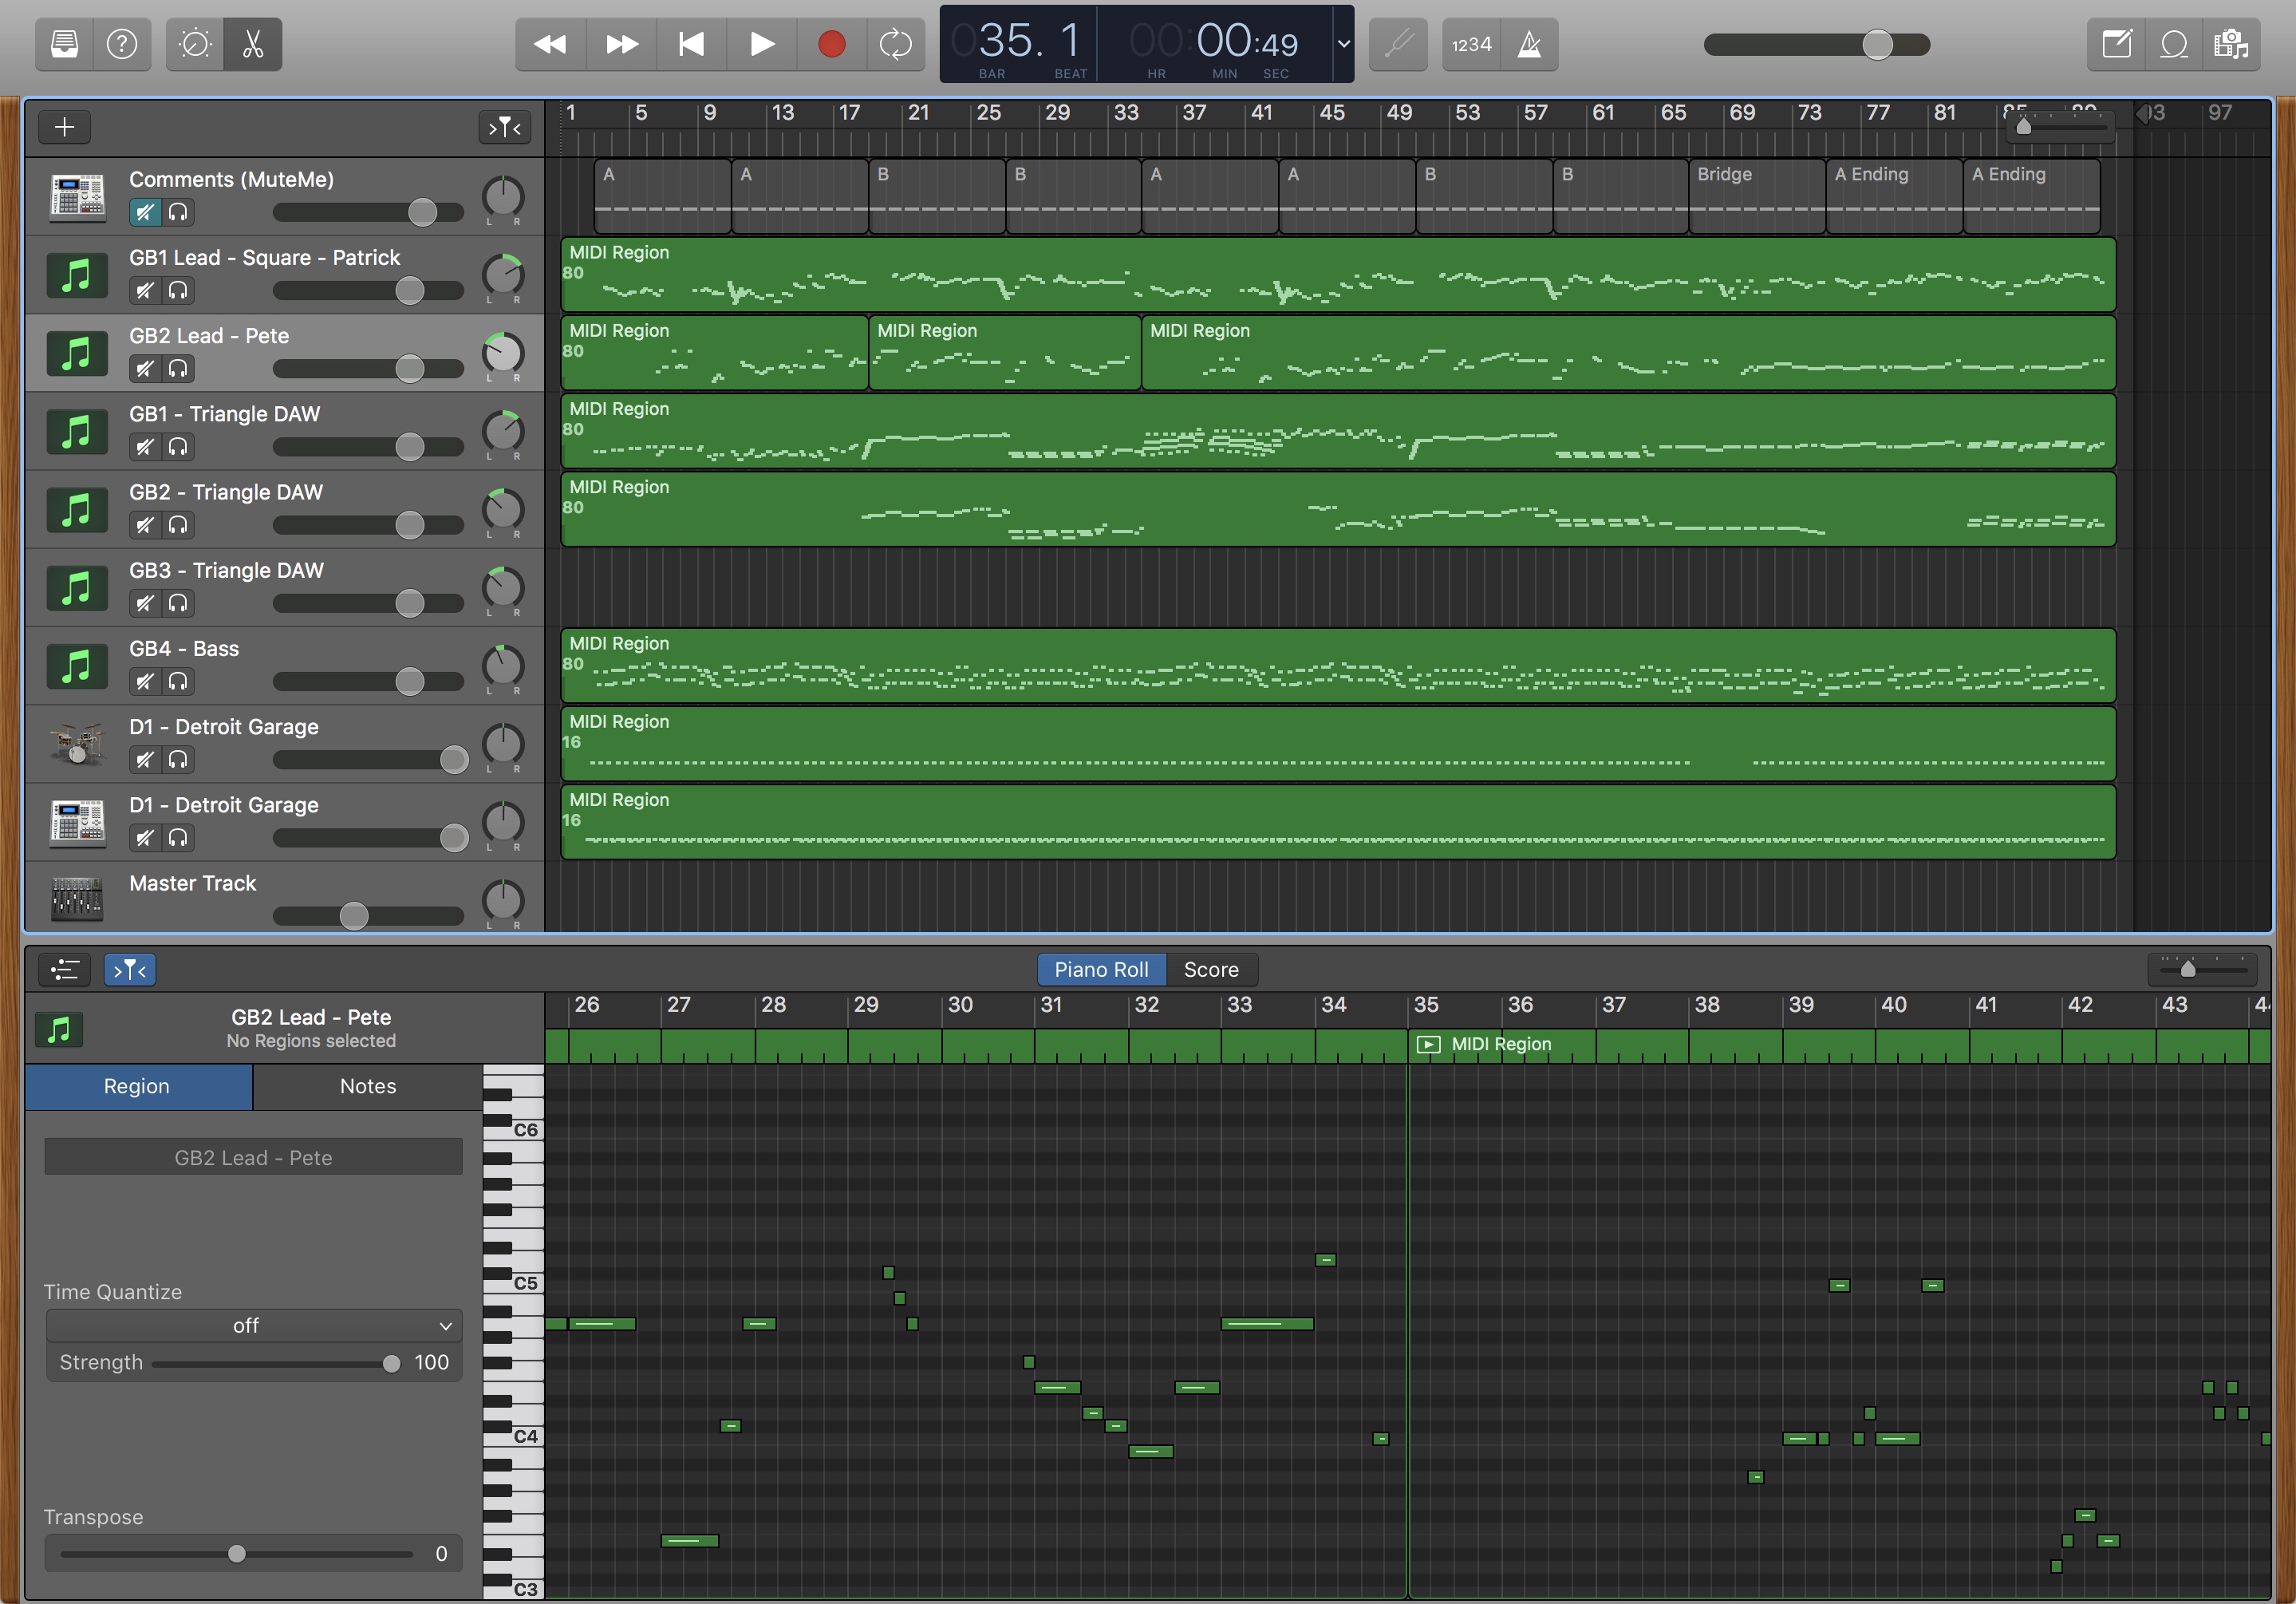 035. 1
00:00:49
1234
BAR BEAT HR MIN SEC
1 5 9 13 17 21 25 29 33 37 41 45 49 53 57 61 65 69 73 77 81 85 89 93 97
Comments (MuteMe)
L R
A A B B A A B B Bridge A Ending A Ending
GB1 Lead - Square - Patrick
L R
MIDI Region
80
GB2 Lead - Pete
L R
MIDI Region MIDI Region MIDI Region
80
GB1 - Triangle DAW
L R
MIDI Region
80
GB2 - Triangle DAW
L R
MIDI Region
80
GB3 - Triangle DAW
L R
GB4 - Bass
L R
MIDI Region
80
D1 - Detroit Garage
L R
MIDI Region
16
D1 - Detroit Garage
L R
MIDI Region
16
Master Track
L R
Piano Roll Score
26 27 28 29 30 31 32 33 34 35 36 37 38 39 40 41 42 43
GB2 Lead - Pete
No Regions selected
MIDI Region
Region Notes
C6
GB2 Lead - Pete
C5
Time Quantize
off
Strength 100
C4
Transpose
0
C3